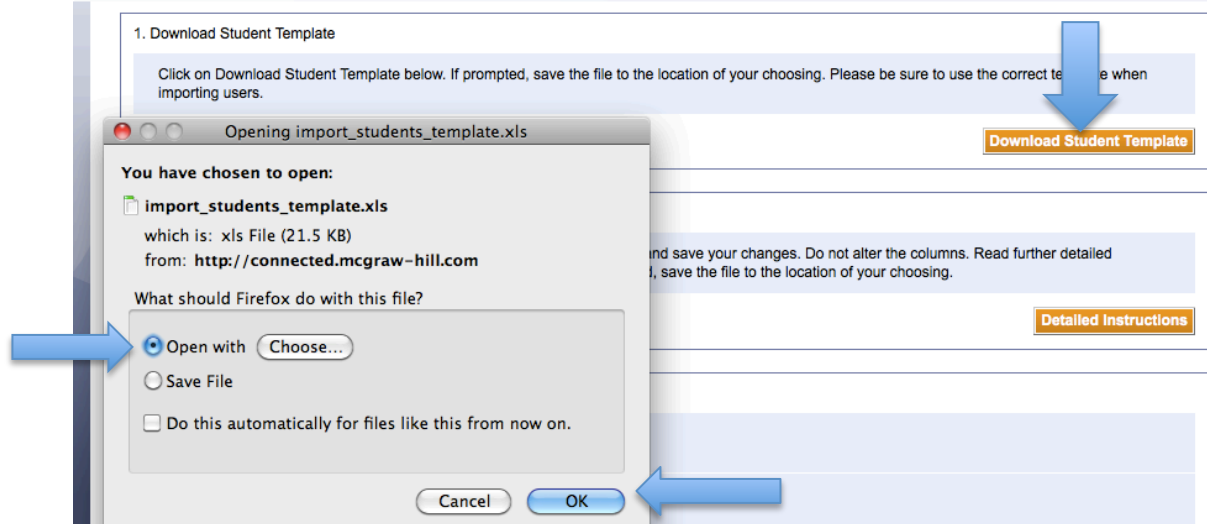 1. Download Student Template
Click on Download Student Template below. If prompted, save the file to the location of your choosing. Please be sure to use the correct te e when
importing users.
Download Student Template
Opening import_students_template.xls
You have chosen to open:
import_students_template.xls
which is: xls File (21.5 KB)
from: http://connected.mcgraw-hill.com
What should Firefox do with this file?
Open with Choose...
Save File
Do this automatically for files like this from now on.
Cancel OK
and save your changes. Do not alter the columns. Read further detailed
, save the file to the location of your choosing.
Detailed Instructions